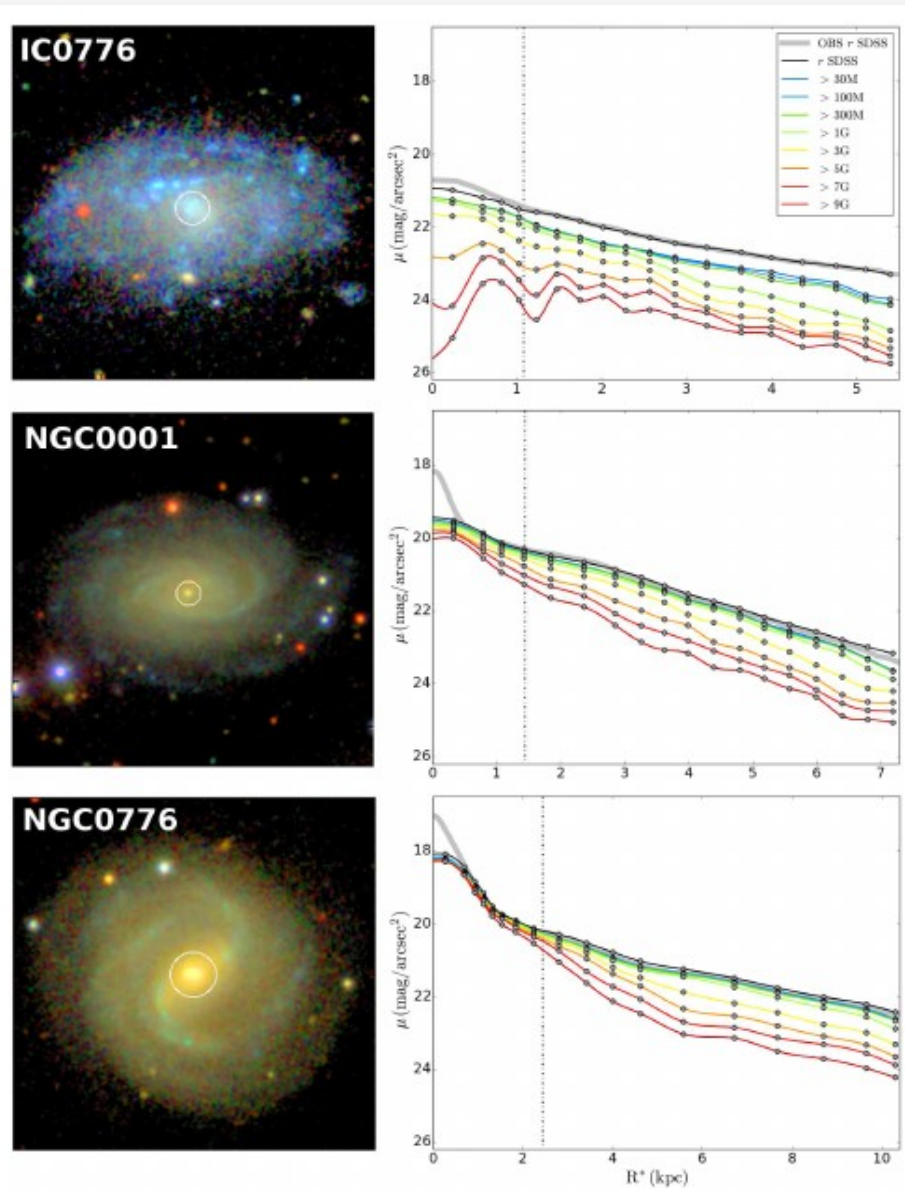 IC0776
18
20
22
24
26
μ (mag/arcsec²)
0 1 2 3 4 5
OBS r SDSS
r SDSS
> 30M
> 100M
> 300M
> 1G
> 3G
> 5G
> 7G
> 9G
NGC0001
18
20
22
24
26
μ (mag/arcsec²)
0 1 2 3 4 5 6 7
NGC0776
18
20
22
24
26
μ (mag/arcsec²)
0 2 4 6 8 10
R* (kpc)